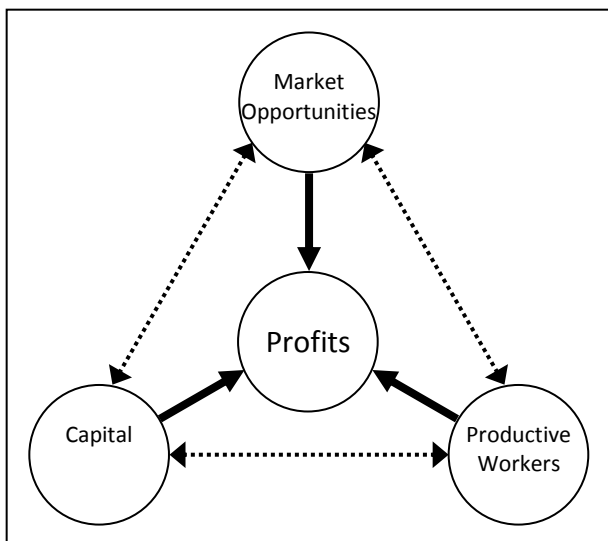 Market
Opportunities
Profits
Capital
Productive
Workers